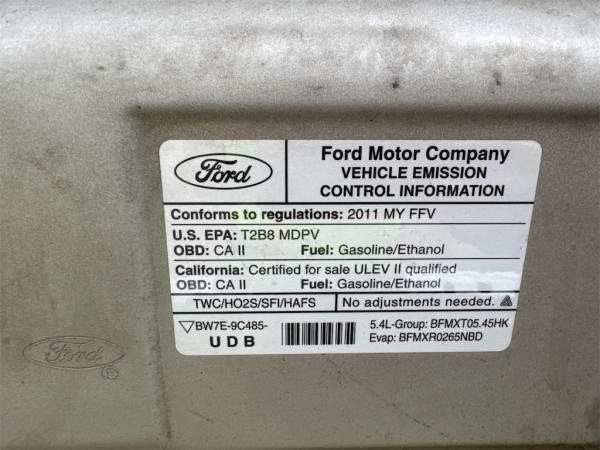 Ford
Ford Motor Company
VEHICLE EMISSION
CONTROL INFORMATION
Conforms to regulations: 2011 MY FFV
U.S. EPA: T2B8 MDPV
OBD: CA II Fuel: Gasoline/Ethanol
California: Certified for sale ULEV II qualified
OBD: CA II Fuel: Gasoline/Ethanol
TWC/HO2S/SFI/HAFS No adjustments needed.
BW7E-9C485-
UDB
5.4L-Group: BFMXT05.45HK
Evap: BFMXR0265NBD
Ford